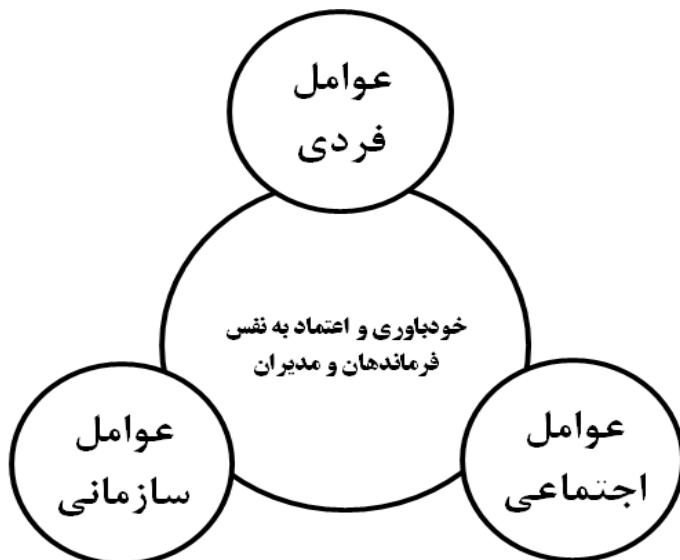 عوامل
فردی
خودباوری و اعتماد به نفس
فرماندهان و مدیران
عوامل
اجتماعی
عوامل
سازمانی